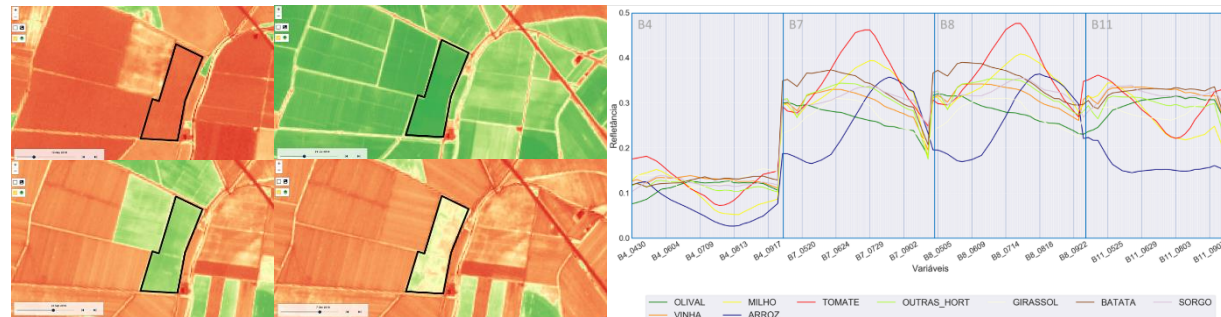 B4 B7 B8 B11
0.5
0.4
0.3
0.2
0.1
0.0
Refletância
B4_0430 B4_0604 B4_0709 B4_0813 B4_0917 B7_0520 B7_0624 B7_0729 B7_0902 B8_0505 B8_0609 B8_0714 B8_0818 B8_0922 B11_0525 B11_0629 B11_0803
Variáveis
OLIVAL MILHO TOMATE OUTRAS_HORT GIRASSOL BATATA SORGO
VINHA ARROZ